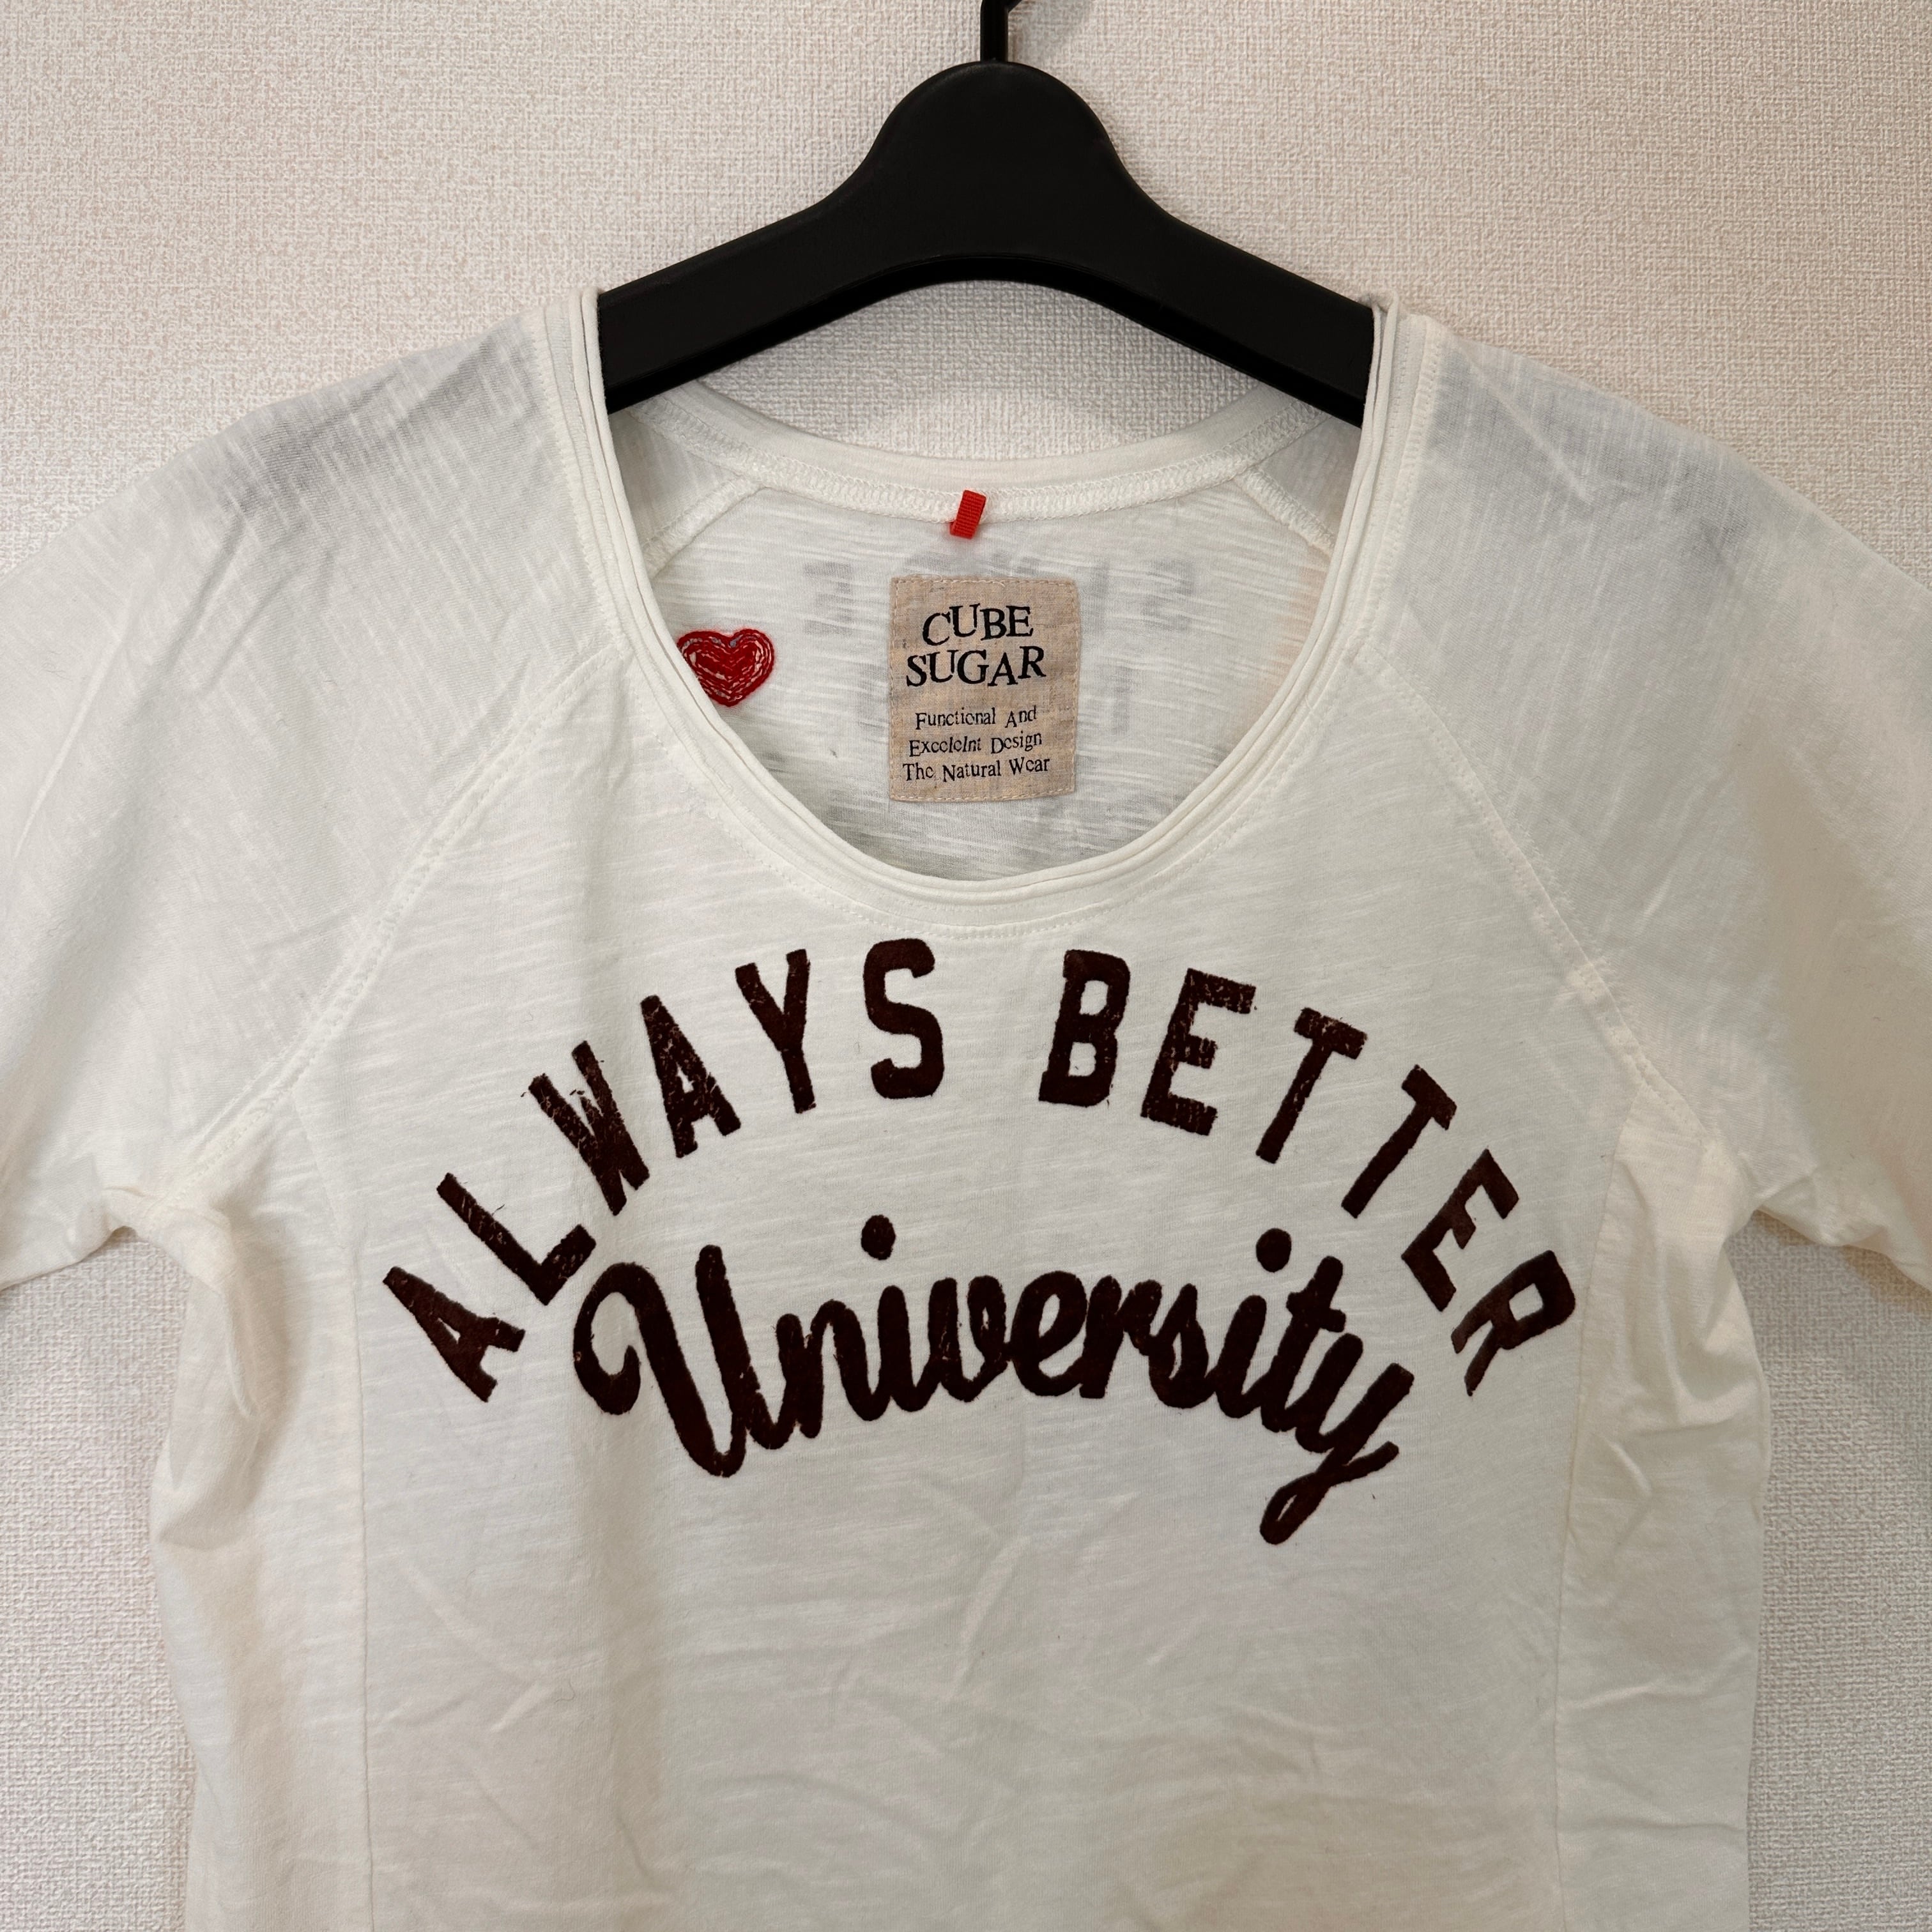 CUBE
SUGAR
Functional And
Excelelnt Design
The Natural Wear
ALWAYS BETTER
University